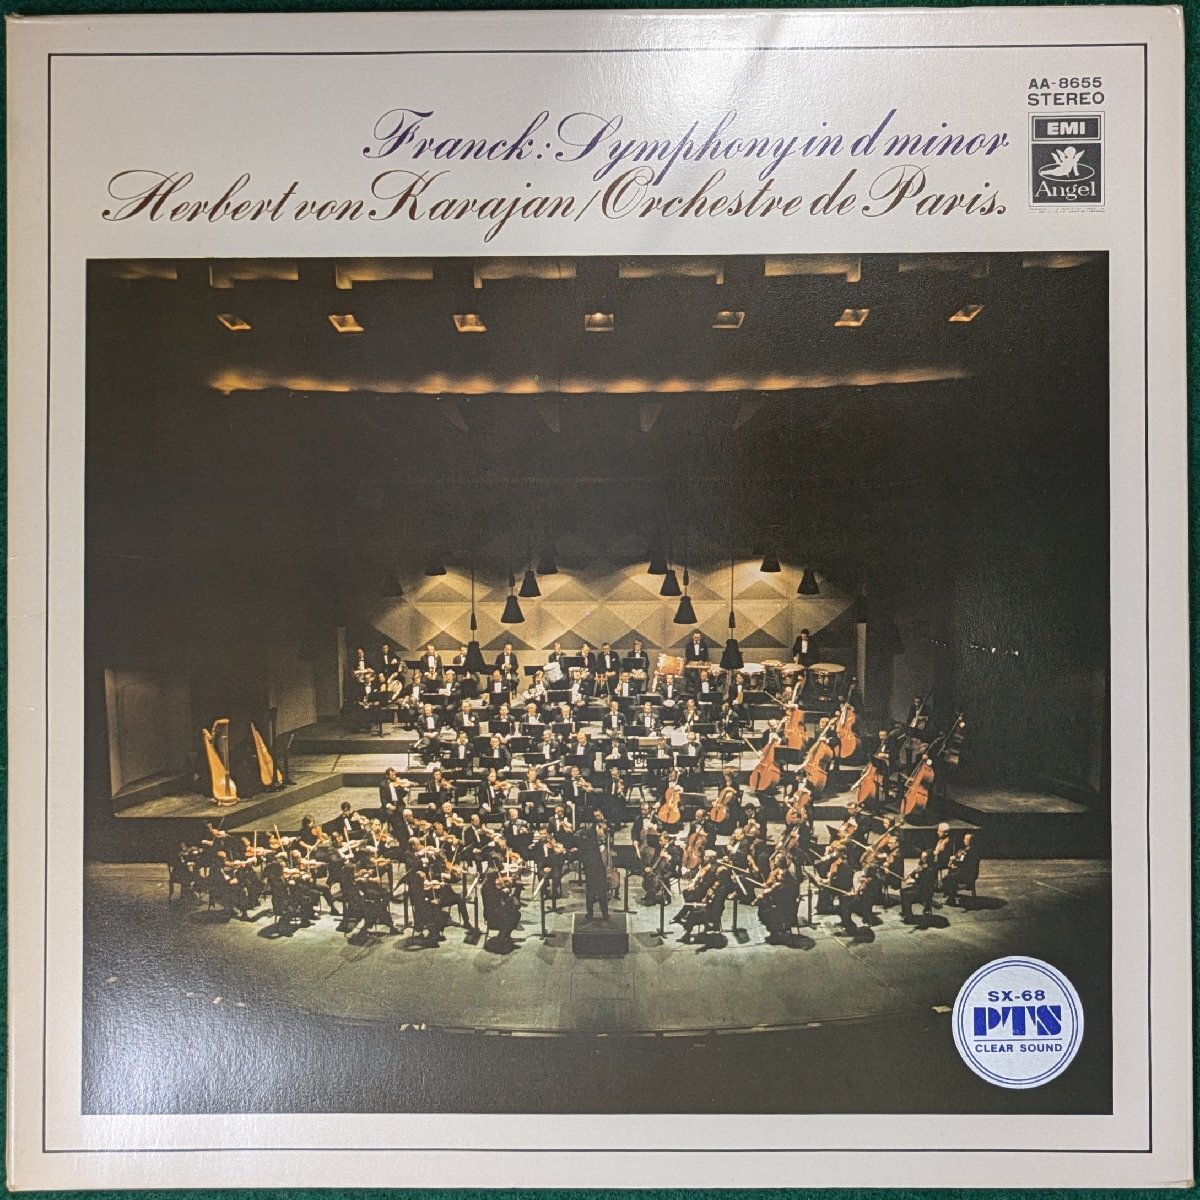 AA-8655
STEREO
EMI
Angel
Franck: Symphony in d minor
Herbert von Karajan/Orchestre de Paris.
SX-68
PTS
CLEAR SOUND